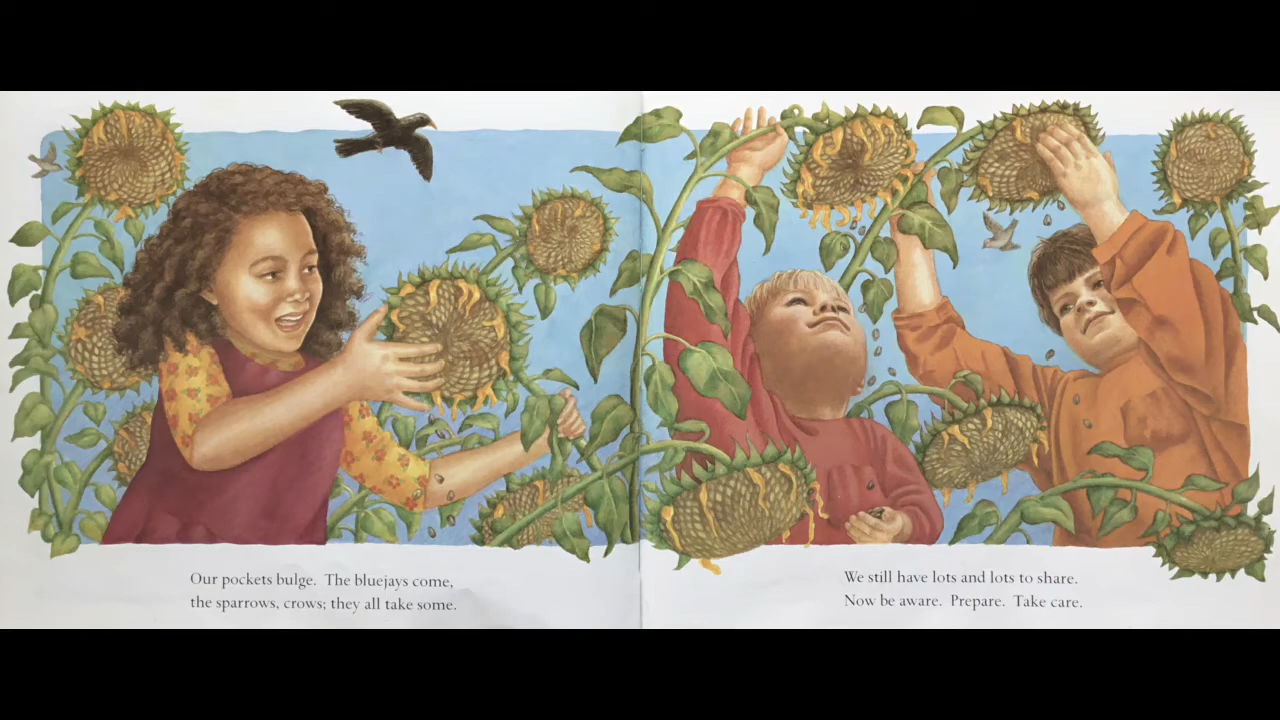 Our pockets bulge. The bluejays come,
the sparrows, crows; they all take some.
We still have lots and lots to share.
Now be aware. Prepare. Take care.